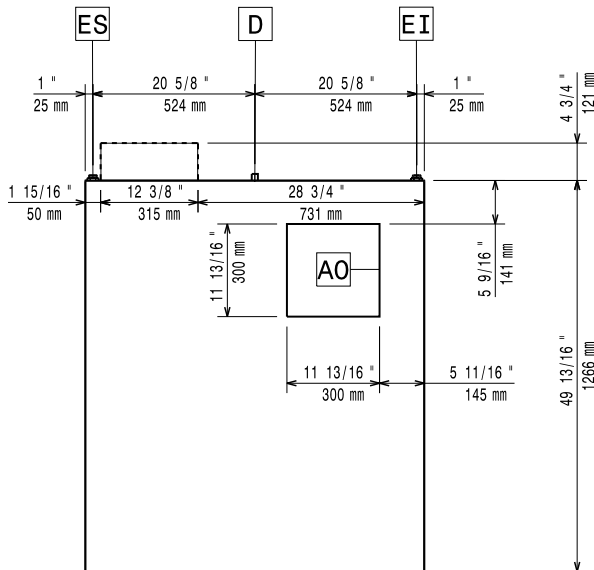 ES
D
EI
1 "
25 mm
20 5/8 "
524 mm
20 5/8 "
524 mm
1 "
25 mm
4 3/4 "
121 mm
1 15/16 "
50 mm
12 3/8 "
315 mm
28 3/4 "
731 mm
11 13/16 "
300 mm
AO
5 9/16 "
141 mm
11 13/16 "
300 mm
5 11/16 "
145 mm
49 13/16 "
1266 mm